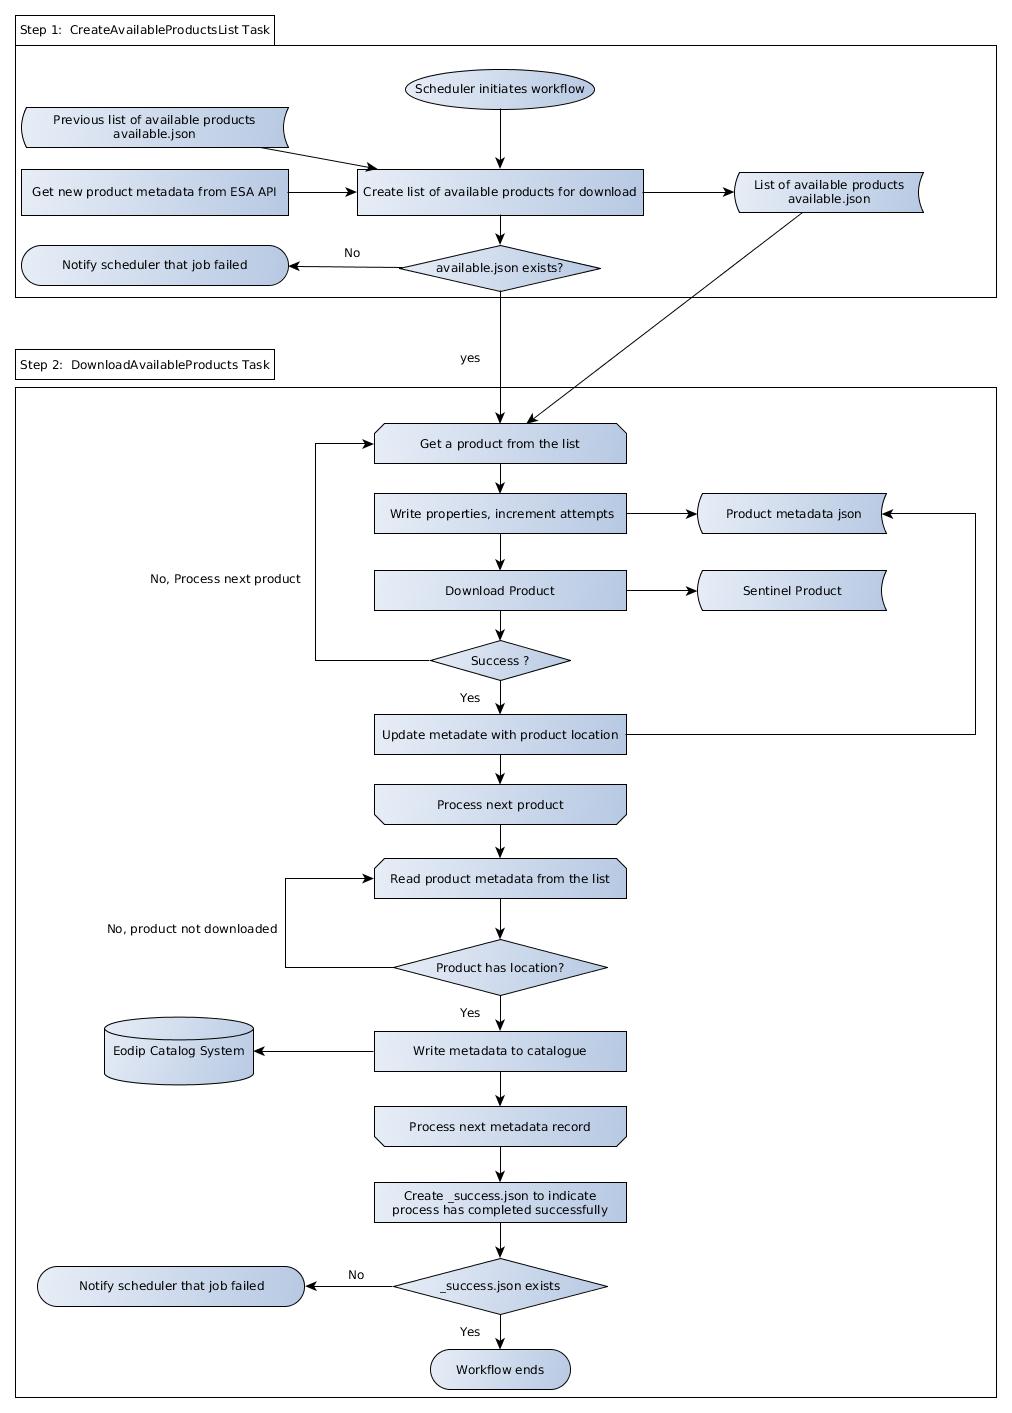 Step 1:  CreateAvailableProductsList Task
Scheduler initiates workflow
Previous list of available products
available.json
Get new product metadata from ESA API
Create list of available products for download
List of available products
available.json
Notify scheduler that job failed
No
available.json exists?
yes
Step 2:  DownloadAvailableProducts Task
Get a product from the list
Write properties, increment attempts
Product metadata json
No, Process next product
Download Product
Sentinel Product
Success ?
Yes
Update metadate with product location
Process next product
Read product metadata from the list
No, product not downloaded
Product has location?
Yes
Eodip Catalog System
Write metadata to catalogue
Process next metadata record
Create _success.json to indicate
process has completed successfully
Notify scheduler that job failed
No
_success.json exists
Yes
Workflow ends